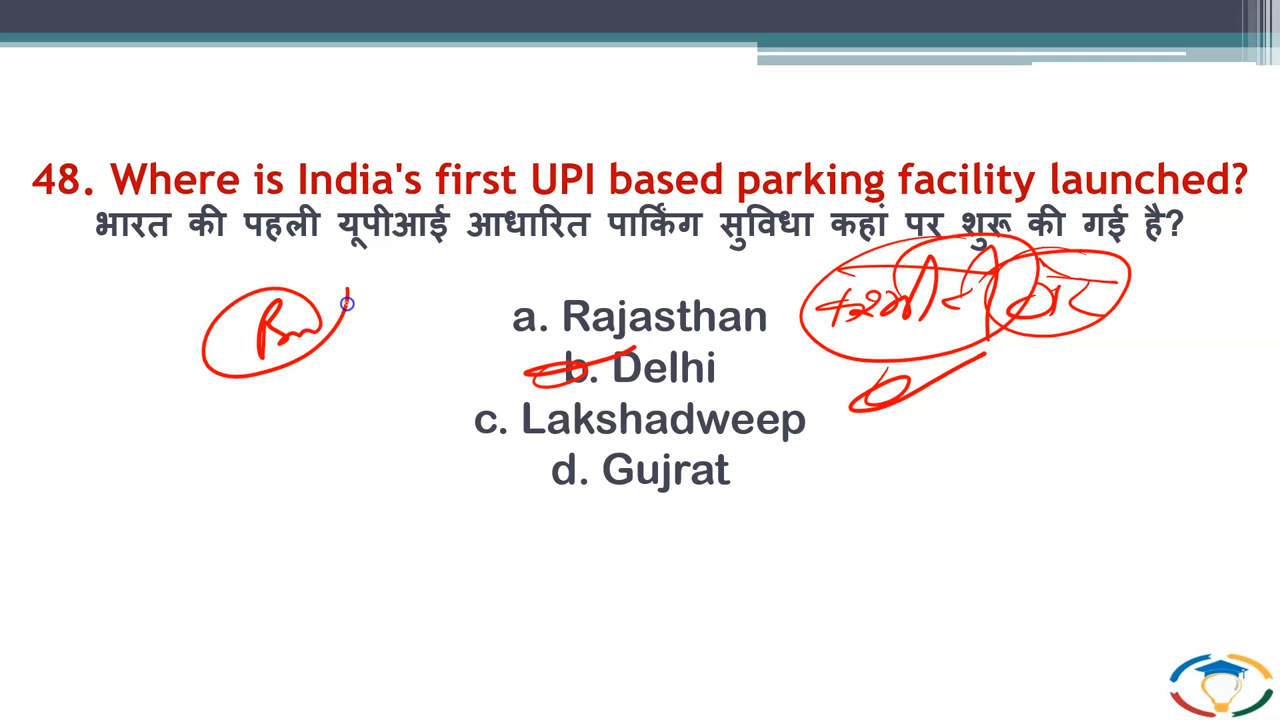 48. Where is India's first UPI based parking facility launched?
भारत की पहली यूपीआई आधारित पार्किंग सुविधा कहां पर शुरू की गई है?
a. Rajasthan
b. Delhi
c. Lakshadweep
d. Gujrat
कश्मीरी गेट